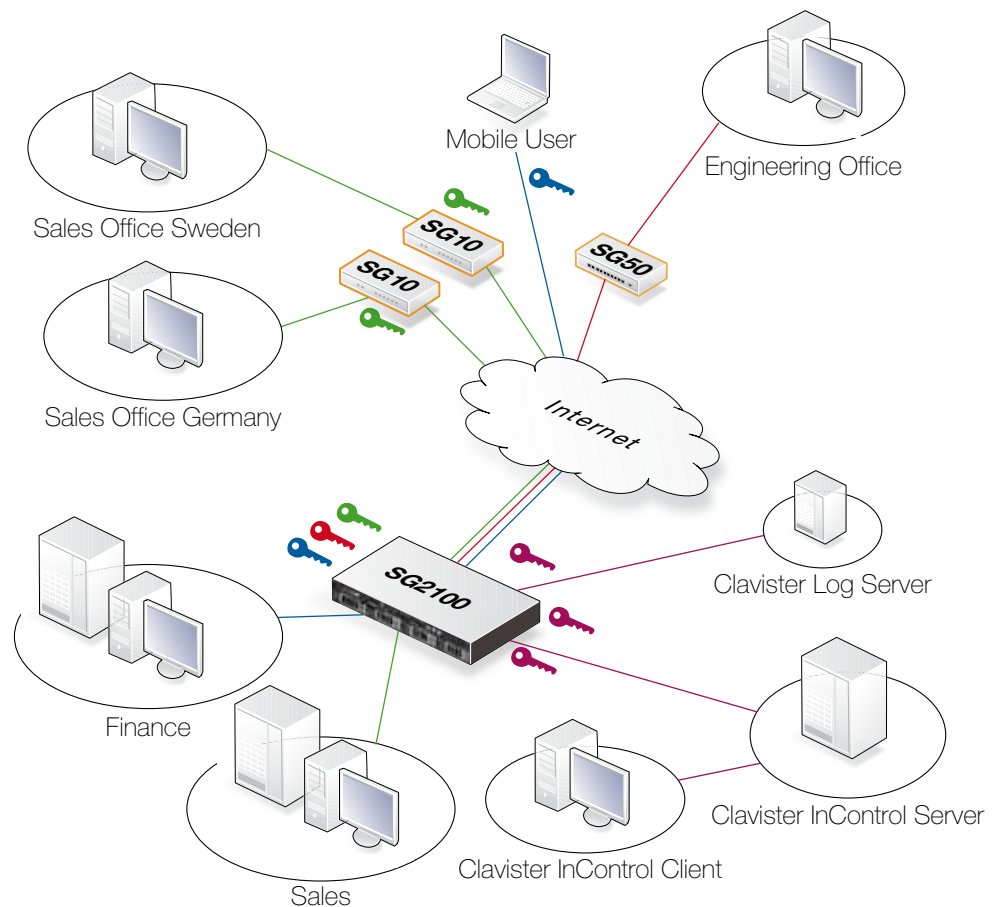 Mobile User
Engineering Office
Sales Office Sweden
SG10
SG50
SG10
Sales Office Germany
Internet
SG2100
Clavister Log Server
Finance
Clavister InControl Server
Clavister InControl Client
Sales